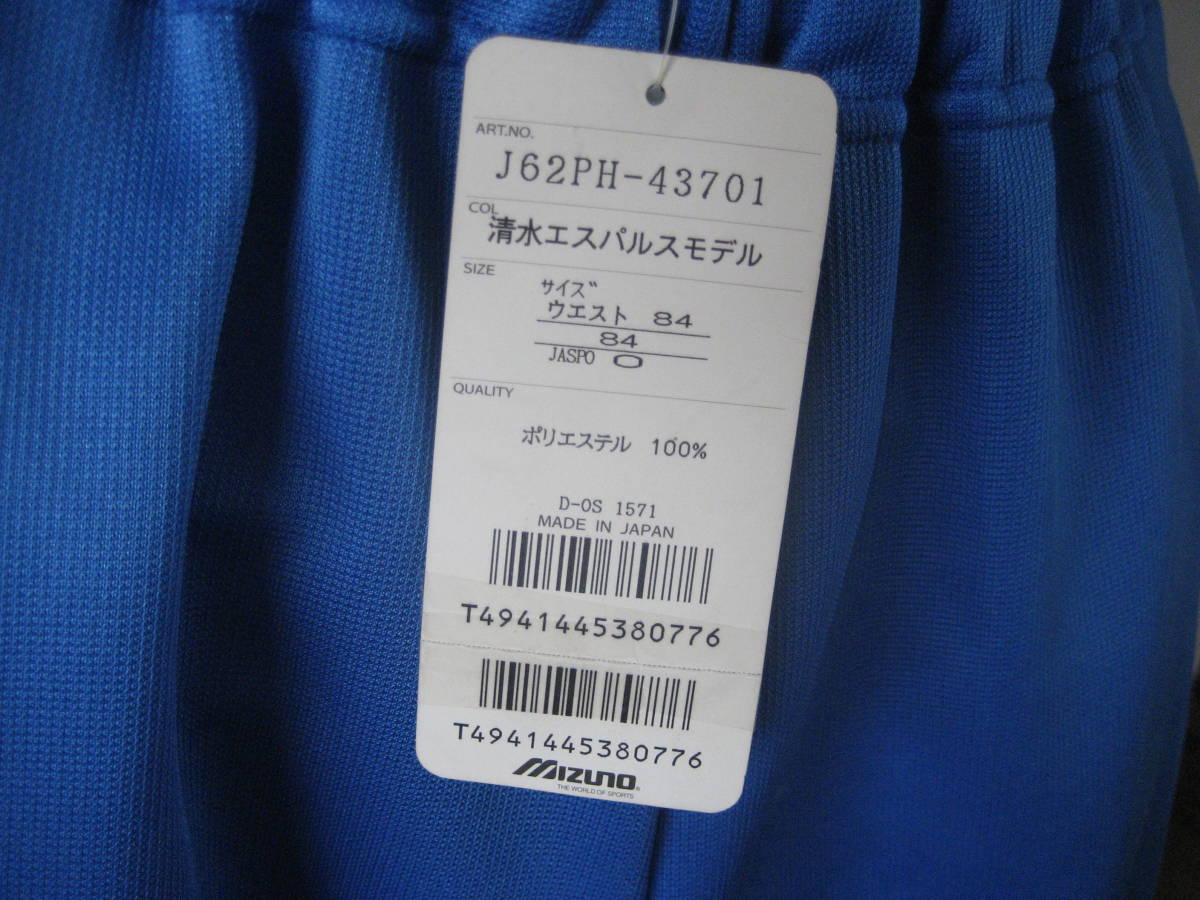 ART.NO.
J62PH-43701
COL
清水エスパルスモデル
SIZE
サイズ
ウエスト 84
84
JASPO O
QUALITY
ポリエステル 100%
D-0S 1571
MADE IN JAPAN
T4941445380776
T4941445380776
MIZUNO
THE WORLD OF SPORTS